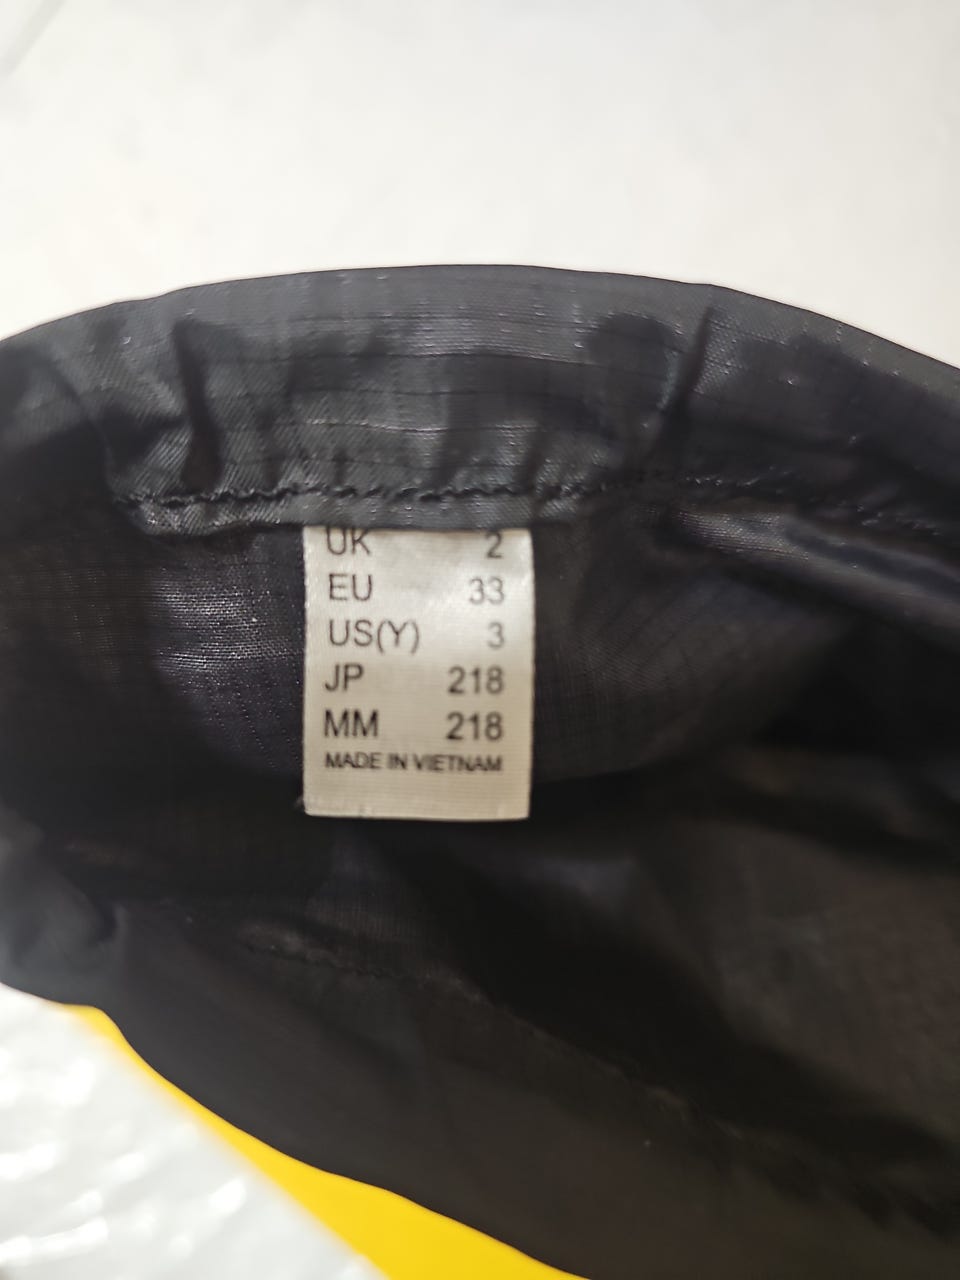 UK 2
EU 33
US(Y) 3
JP 218
MM 218
MADE IN VIETNAM